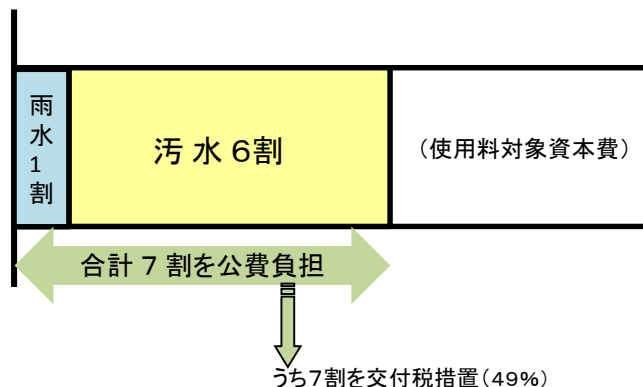 雨水1割
汚水6割
（使用料対象資本費）
合計7割を公費負担
うち7割を交付税措置（49%）